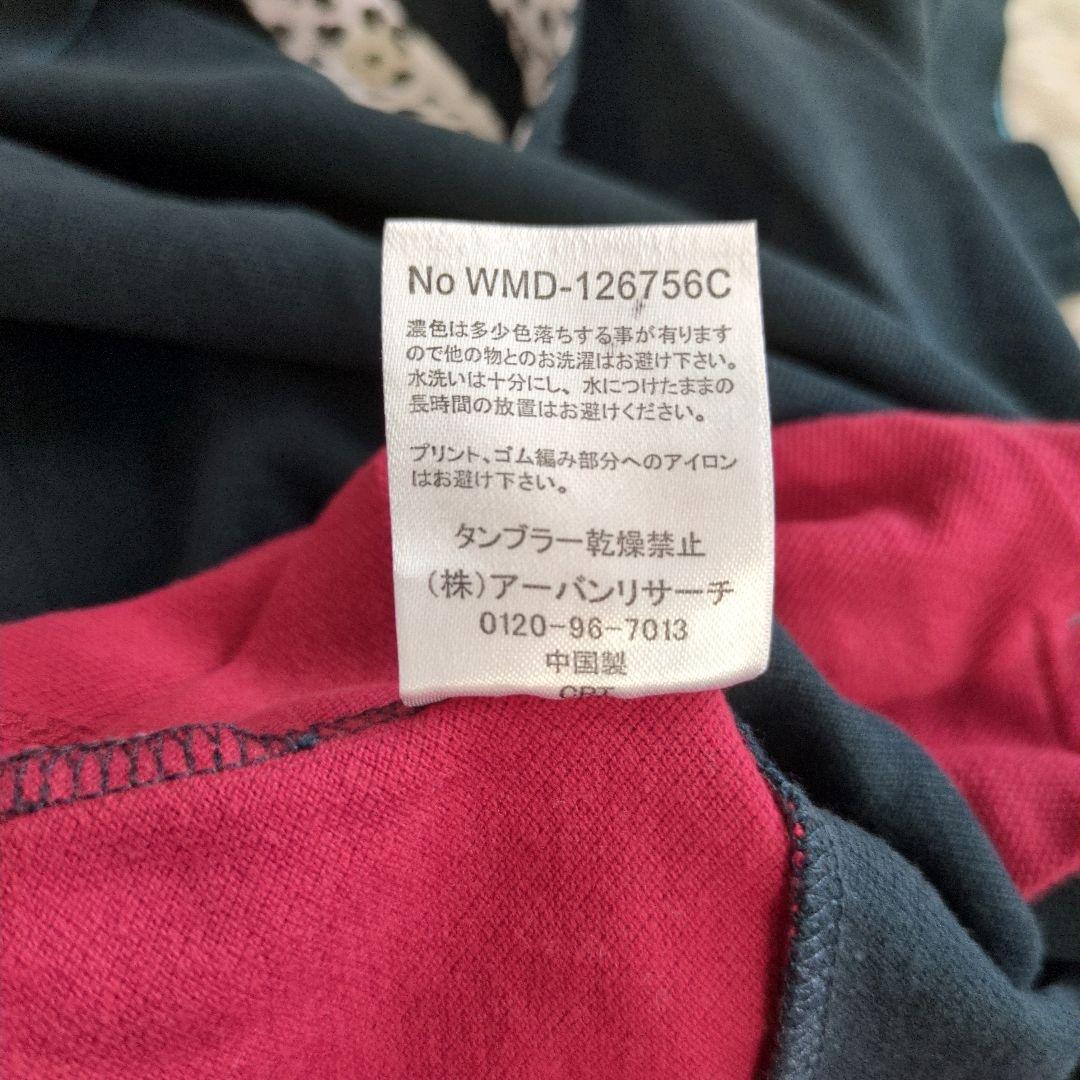 No WMD-126756C
濃色は多少色落ちする事が有ります
ので他の物とのお洗濯はお避け下さい。
水洗いは十分にし、水につけたままの
長時間の放置はお避けください。
プリント、ゴム編み部分へのアイロン
はお避け下さい。
タンブラー乾燥禁止
(株)アーバンリサーチ
0120-96-7013
中国製